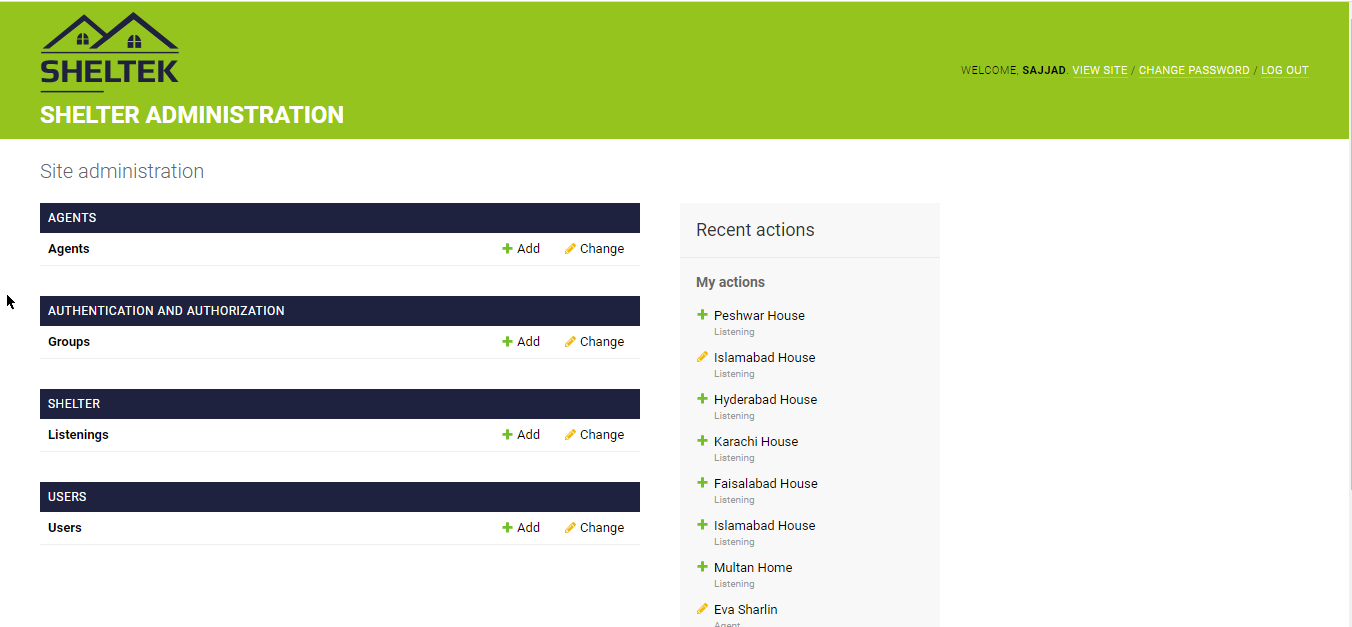 SHELTEK
SHELTER ADMINISTRATION
WELCOME, SAJJAD. VIEW SITE / CHANGE PASSWORD / LOG OUT
Site administration
AGENTS
Agents Add Change
AUTHENTICATION AND AUTHORIZATION
Groups Add Change
SHELTER
Listenings Add Change
USERS
Users Add Change
Recent actions
My actions
Peshwar House
Listening
Islamabad House
Listening
Hyderabad House
Listening
Karachi House
Listening
Faisalabad House
Listening
Islamabad House
Listening
Multan Home
Listening
Eva Sharlin
Agent